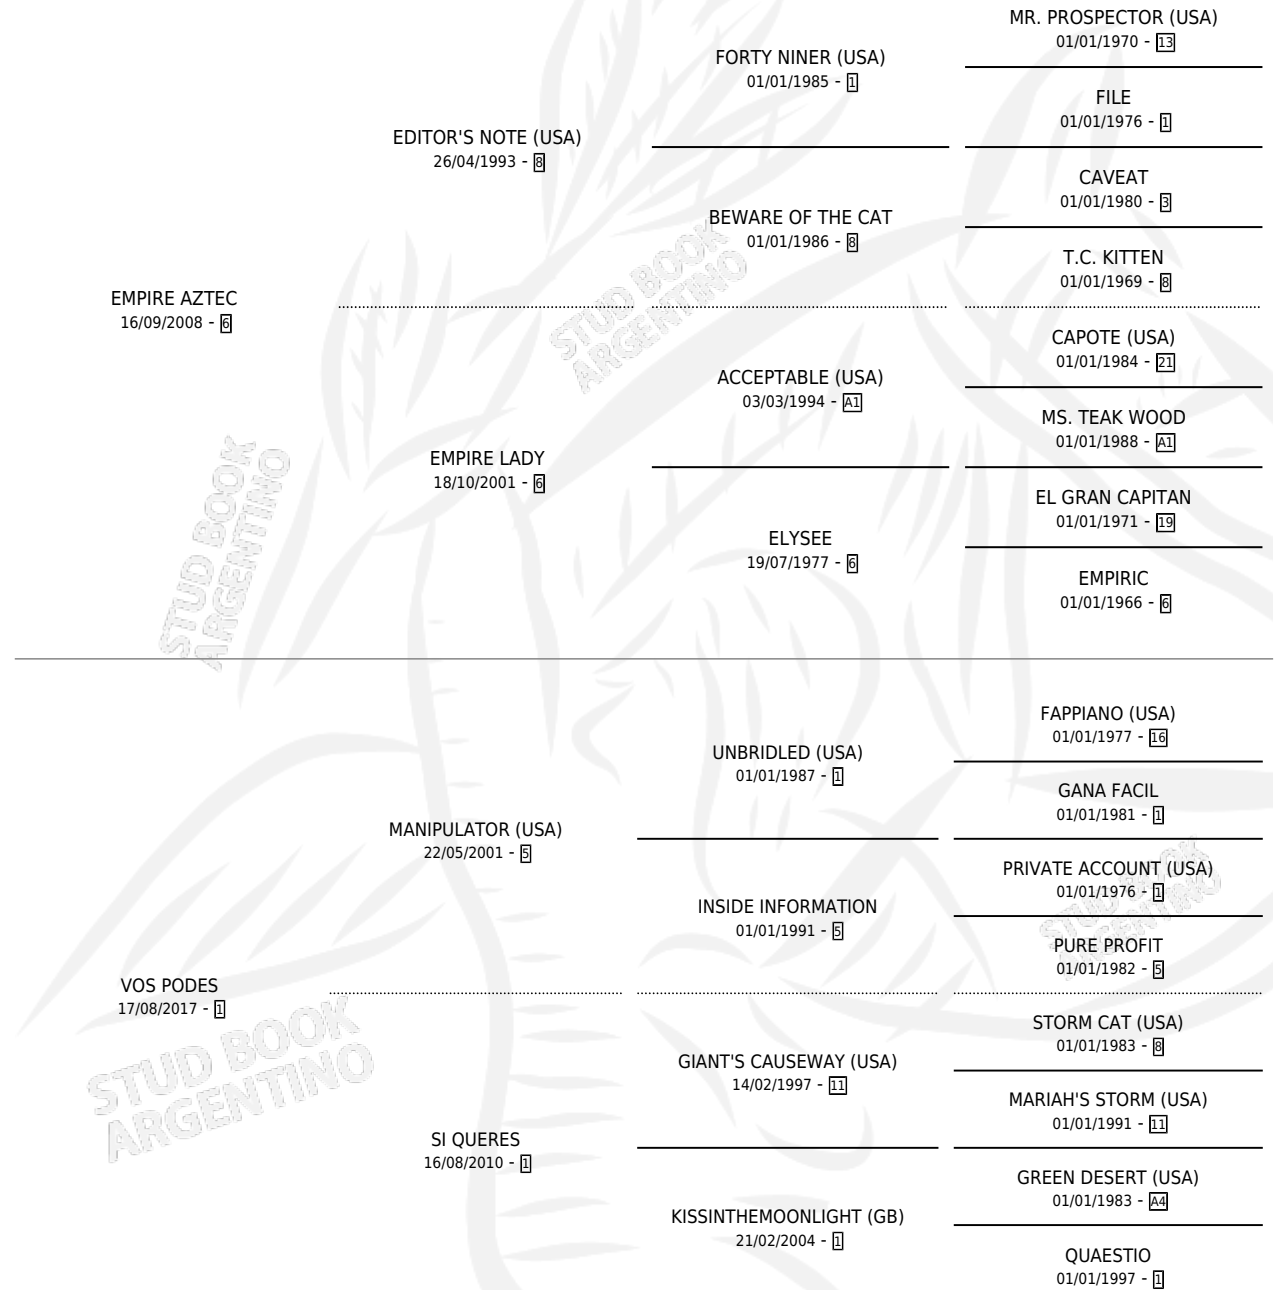 MR. PROSPECTOR (USA)
01/01/1970 - 13
FORTY NINER (USA)
01/01/1985 - 1
FILE
01/01/1976 - 1
EDITOR'S NOTE (USA)
26/04/1993 - 8
CAVEAT
01/01/1980 - 3
BEWARE OF THE CAT
01/01/1986 - 8
T.C. KITTEN
01/01/1969 - 8
EMPIRE AZTEC
16/09/2008 - 6
CAPOTE (USA)
01/01/1984 - 21
ACCEPTABLE (USA)
03/03/1994 - A1
MS. TEAK WOOD
01/01/1988 - A1
EMPIRE LADY
18/10/2001 - 6
EL GRAN CAPITAN
01/01/1971 - 19
ELYSEE
19/07/1977 - 6
EMPIRIC
01/01/1966 - 6
FAPPIANO (USA)
01/01/1977 - 16
UNBRIDLED (USA)
01/01/1987 - 1
GANA FACIL
01/01/1981 - 1
MANIPULATOR (USA)
22/05/2001 - 5
PRIVATE ACCOUNT (USA)
01/01/1976 - 1
INSIDE INFORMATION
01/01/1991 - 5
PURE PROFIT
01/01/1982 - 5
VOS PODES
17/08/2017 - 1
STORM CAT (USA)
01/01/1983 - 8
GIANT'S CAUSEWAY (USA)
14/02/1997 - 11
MARIAH'S STORM (USA)
01/01/1991 - 11
SI QUERES
16/08/2010 - 1
GREEN DESERT (USA)
01/01/1983 - A4
KISSINTHEMOONLIGHT (GB)
21/02/2004 - 1
QUAESTIO
01/01/1997 - 1
STUD BOOK
ARGENTINO
STUD BOOK
ARGENTINO
STUD BOOK
ARGENTINO
STUD BOOK
ARGENTINO